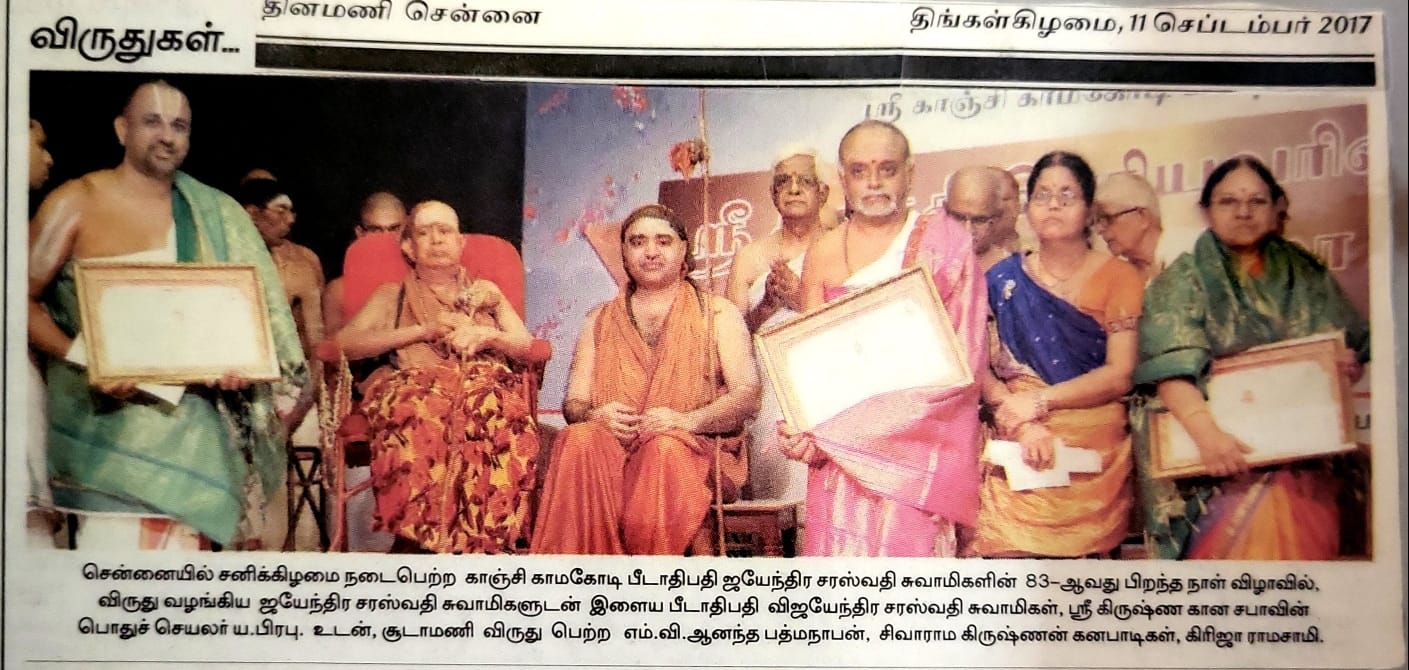 தினமணி சென்னை
திங்கள்கிழமை, 11 செப்டம்பர் 2017
விருதுகள்...
ஸ்ரீ காஞ்சி காமகோடி
ஸ்ரீ
சென்னையில் சனிக்கிழமை நடைபெற்ற காஞ்சி காமகோடி பீடாதிபதி ஜயேந்திர சரஸ்வதி சுவாமிகளின் 83-ஆவது பிறந்த நாள் விழாவில்,
விருது வழங்கிய ஜயேந்திர சரஸ்வதி சுவாமிகளுடன் இளைய பீடாதிபதி விஜயேந்திர சரஸ்வதி சுவாமிகள், ஸ்ரீ கிருஷ்ண கான சபாவின்
பொதுச் செயலர் ய.பிரபு. உடன், சூடாமணி விருது பெற்ற எம்.வி.ஆனந்த பத்மநாபன், சிவாராம கிருஷ்ணன் கனபாடிகள், கிரிஜா ராமசாமி.